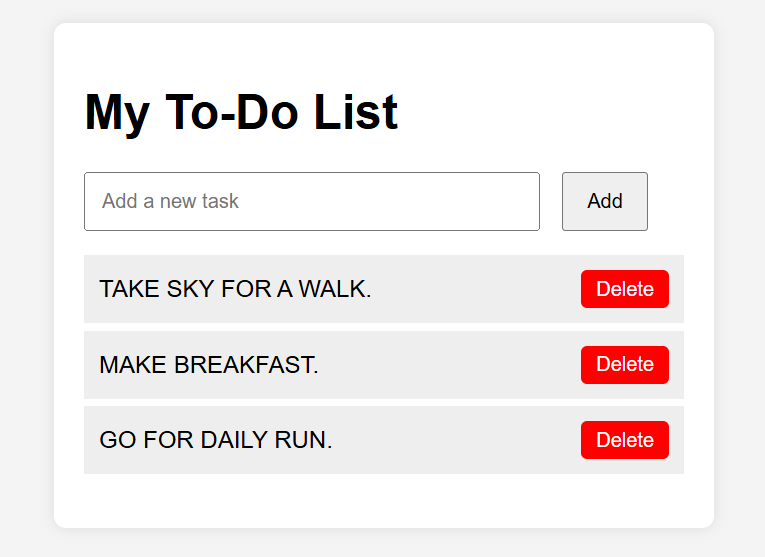 My To-Do List
Add a new task Add
TAKE SKY FOR A WALK. Delete
MAKE BREAKFAST. Delete
GO FOR DAILY RUN. Delete